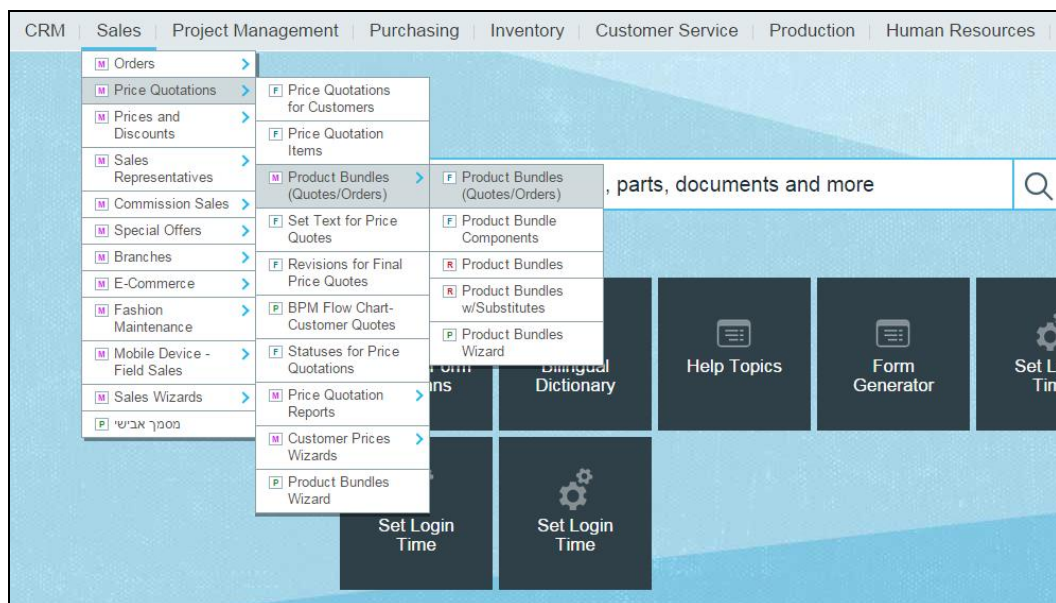 CRM Sales Project Management Purchasing Inventory Customer Service Production Human Resources
M Orders
M Price Quotations
M Prices and
Discounts
M Sales
Representatives
M Commission Sales
M Special Offers
M Branches
M E-Commerce
M Fashion
Maintenance
M Mobile Device -
Field Sales
M Sales Wizards
P מסמך אבישי
F Price Quotations
for Customers
F Price Quotation
Items
M Product Bundles
(Quotes/Orders)
F Set Text for Price
Quotes
F Revisions for Final
Price Quotes
P BPM Flow Chart-
Customer Quotes
F Statuses for Price
Quotations
M Price Quotation
Reports
M Customer Prices
Wizards
P Product Bundles
Wizard
F Product Bundles
(Quotes/Orders)
F Product Bundle
Components
R Product Bundles
R Product Bundles
w/Substitutes
P Product Bundles
Wizard
, parts, documents and more
Bilingual
Dictionary
Help Topics
Form
Generator
Set L
Tin
Set Login
Time
Set Login
Time